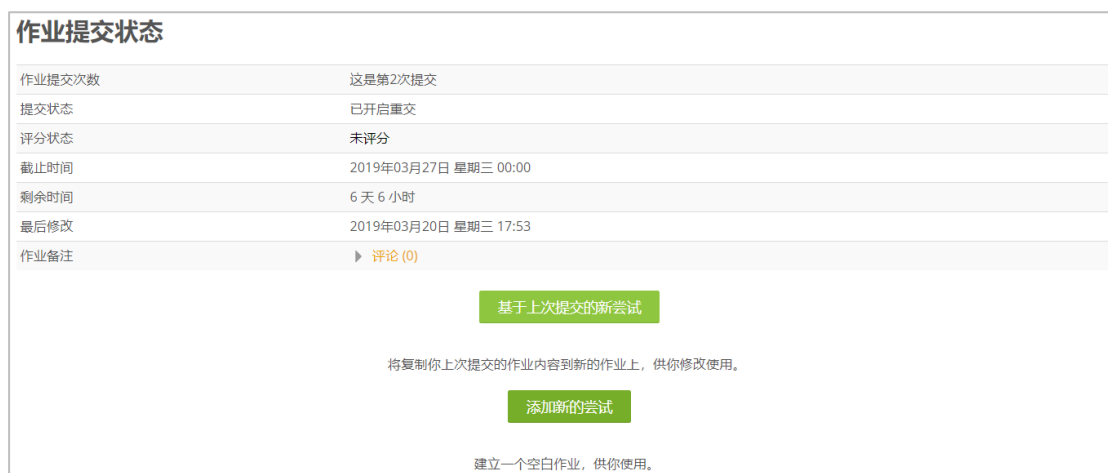 作业提交状态
作业提交次数 这是第2次提交
提交状态 已开启重交
评分状态 未评分
截止时间 2019年03月27日 星期三 00:00
剩余时间 6 天 6 小时
最后修改 2019年03月20日 星期三 17:53
作业备注 评论 (0)
基于上次提交的新尝试
将复制你上次提交的作业内容到新的作业上，供你修改使用。
添加新的尝试
建立一个空白作业，供你使用。